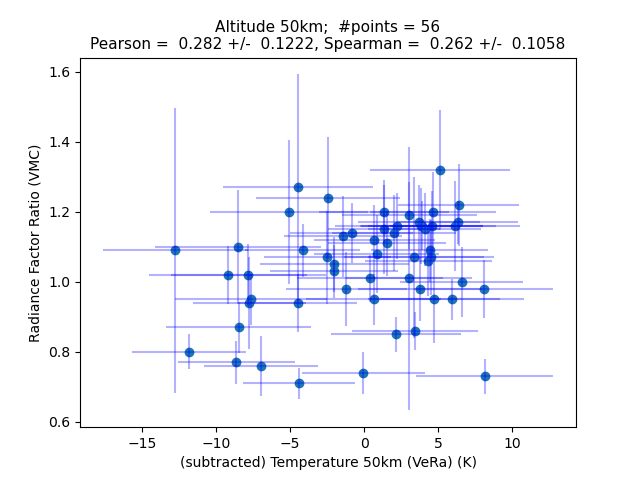 Altitude 50km;  #points = 56
Pearson =  0.282 +/-  0.1222, Spearman =  0.262 +/-  0.1058
1.6
1.4
1.2
1.0
0.8
0.6
Radiance Factor Ratio (VMC)
−15 −10 −5 0 5 10
(subtracted) Temperature 50km (VeRa) (K)